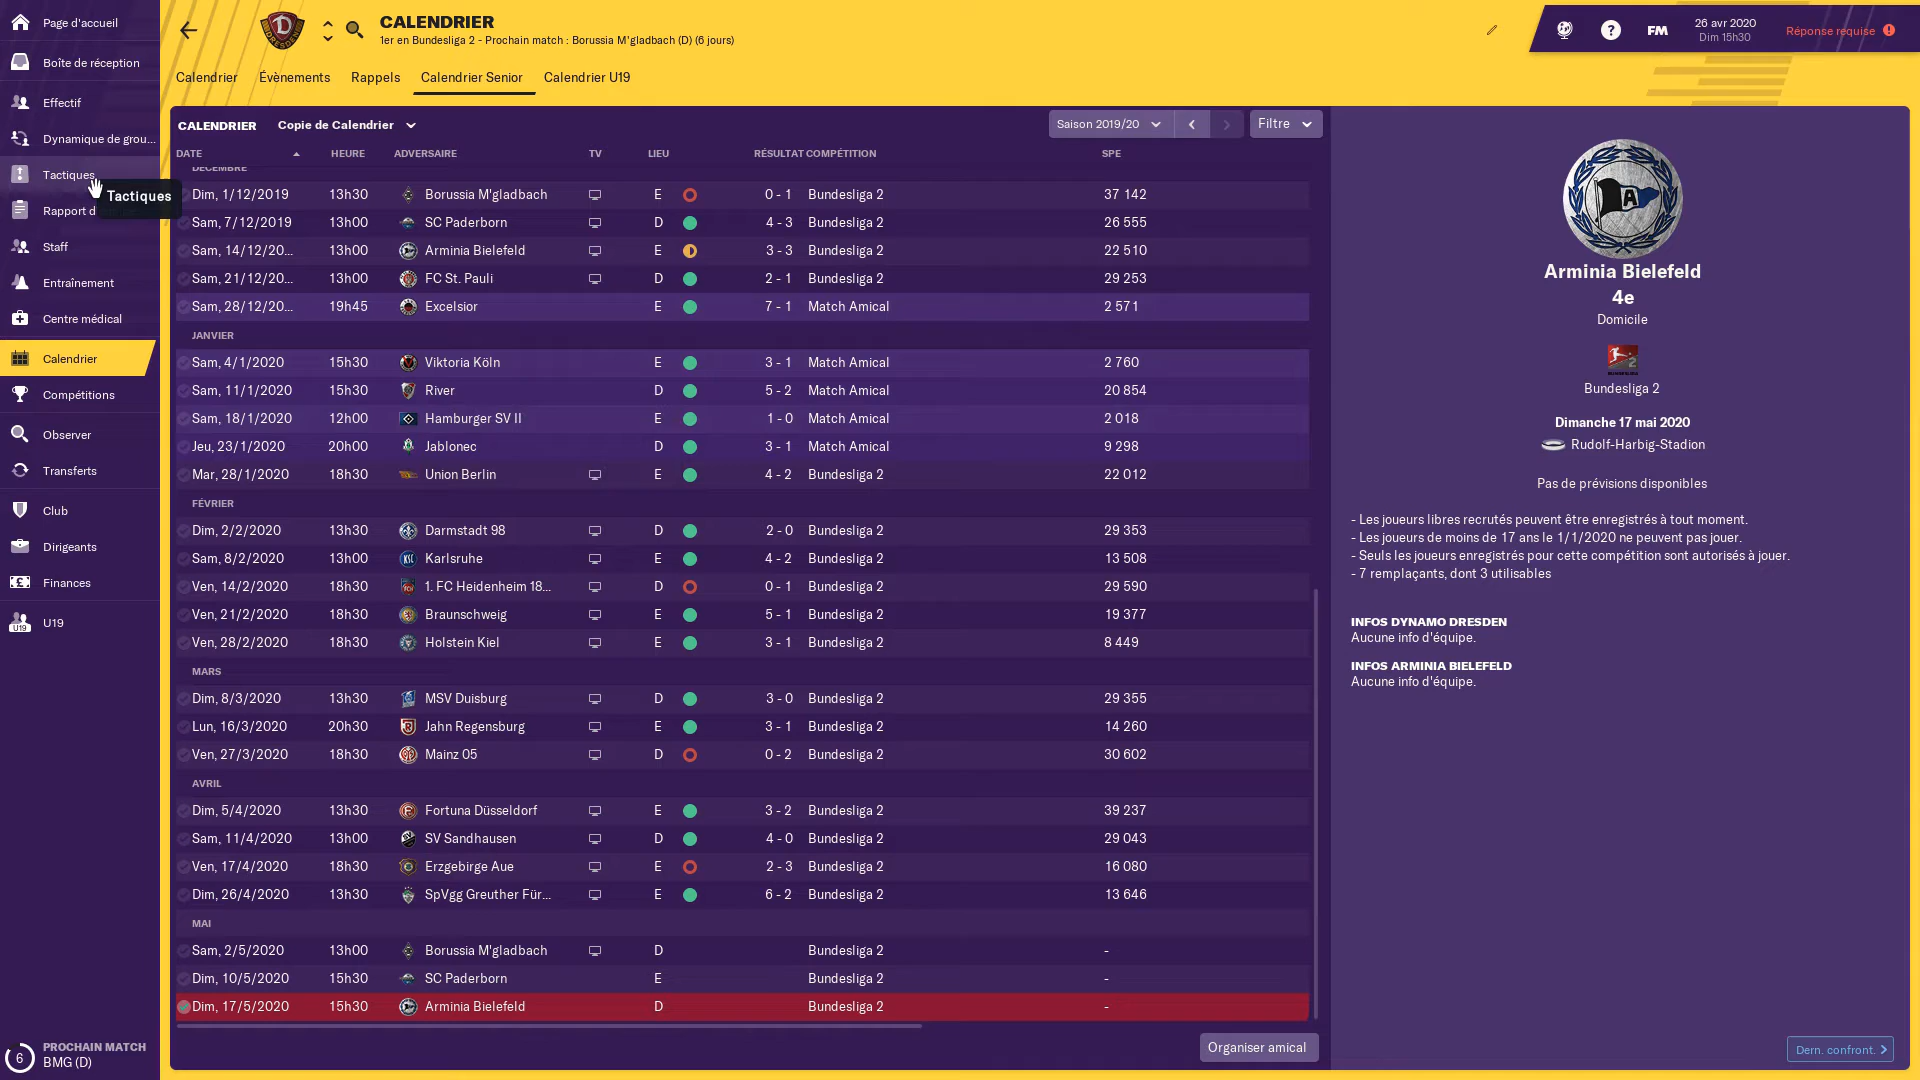 Page d'accueil
Boîte de réception
Effectif
Dynamique de grou...
Tactiques
Tactiques
Rapport d
Staff
Entraînement
Centre médical
Calendrier
Compétitions
Observer
Transferts
Club
Dirigeants
Finances
U19
U19
6
PROCHAIN MATCH
BMG (D)
CALENDRIER
1er en Bundesliga 2 - Prochain match : Borussia M'gladbach (D) (6 jours)
FM
26 avr 2020
Dim 15h30
Réponse requise
Calendrier Évènements Rappels Calendrier Senior Calendrier U19
CALENDRIER Copie de Calendrier Saison 2019/20 Filtre
DATE HEURE ADVERSAIRE TV LIEU RÉSULTAT COMPÉTITION SPE
DÉCEMBRE
Dim, 1/12/2019 13h30 Borussia M'gladbach E 0 - 1 Bundesliga 2 37 142
Sam, 7/12/2019 13h00 SC Paderborn D 4 - 3 Bundesliga 2 26 555
Sam, 14/12/20... 13h00 Arminia Bielefeld E 3 - 3 Bundesliga 2 22 510
Sam, 21/12/20... 13h00 FC St. Pauli D 2 - 1 Bundesliga 2 29 253
Sam, 28/12/20... 19h45 Excelsior E 7 - 1 Match Amical 2 571
JANVIER
Sam, 4/1/2020 15h30 Viktoria Köln E 3 - 1 Match Amical 2 760
Sam, 11/1/2020 15h30 River D 5 - 2 Match Amical 20 854
Sam, 18/1/2020 12h00 Hamburger SV II E 1 - 0 Match Amical 2 018
Jeu, 23/1/2020 20h00 Jablonec D 3 - 1 Match Amical 9 298
Mar, 28/1/2020 18h30 Union Berlin E 4 - 2 Bundesliga 2 22 012
FÉVRIER
Dim, 2/2/2020 13h30 Darmstadt 98 D 2 - 0 Bundesliga 2 29 353
Sam, 8/2/2020 13h00 Karlsruhe E 4 - 2 Bundesliga 2 13 508
Ven, 14/2/2020 18h30 1. FC Heidenheim 18... D 0 - 1 Bundesliga 2 29 590
Ven, 21/2/2020 18h30 Braunschweig E 5 - 1 Bundesliga 2 19 377
Ven, 28/2/2020 18h30 Holstein Kiel E 3 - 1 Bundesliga 2 8 449
MARS
Dim, 8/3/2020 13h30 MSV Duisburg D 3 - 0 Bundesliga 2 29 355
Lun, 16/3/2020 20h30 Jahn Regensburg E 3 - 1 Bundesliga 2 14 260
Ven, 27/3/2020 18h30 Mainz 05 D 0 - 2 Bundesliga 2 30 602
AVRIL
Dim, 5/4/2020 13h30 Fortuna Düsseldorf E 3 - 2 Bundesliga 2 39 237
Sam, 11/4/2020 13h00 SV Sandhausen D 4 - 0 Bundesliga 2 29 043
Ven, 17/4/2020 18h30 Erzgebirge Aue E 2 - 3 Bundesliga 2 16 080
Dim, 26/4/2020 13h30 SpVgg Greuther Für... E 6 - 2 Bundesliga 2 13 646
MAI
Sam, 2/5/2020 13h00 Borussia M'gladbach D Bundesliga 2 -
Dim, 10/5/2020 15h30 SC Paderborn E Bundesliga 2 -
Dim, 17/5/2020 15h30 Arminia Bielefeld D Bundesliga 2 -
Organiser amical
Arminia Bielefeld
4e
Domicile
Bundesliga 2
Dimanche 17 mai 2020
Rudolf-Harbig-Stadion
Pas de prévisions disponibles
- Les joueurs libres recrutés peuvent être enregistrés à tout moment.
- Les joueurs de moins de 17 ans le 1/1/2020 ne peuvent pas jouer.
- Seuls les joueurs enregistrés pour cette compétition sont autorisés à jouer.
- 7 remplaçants, dont 3 utilisables
INFOS DYNAMO DRESDEN
Aucune info d'équipe.
INFOS ARMINIA BIELEFELD
Aucune info d'équipe.
Dern. confront.